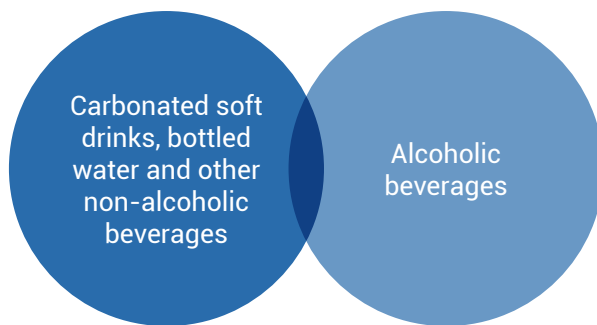 Carbonated soft
drinks, bottled
water and other
non-alcoholic
beverages
Alcoholic
beverages